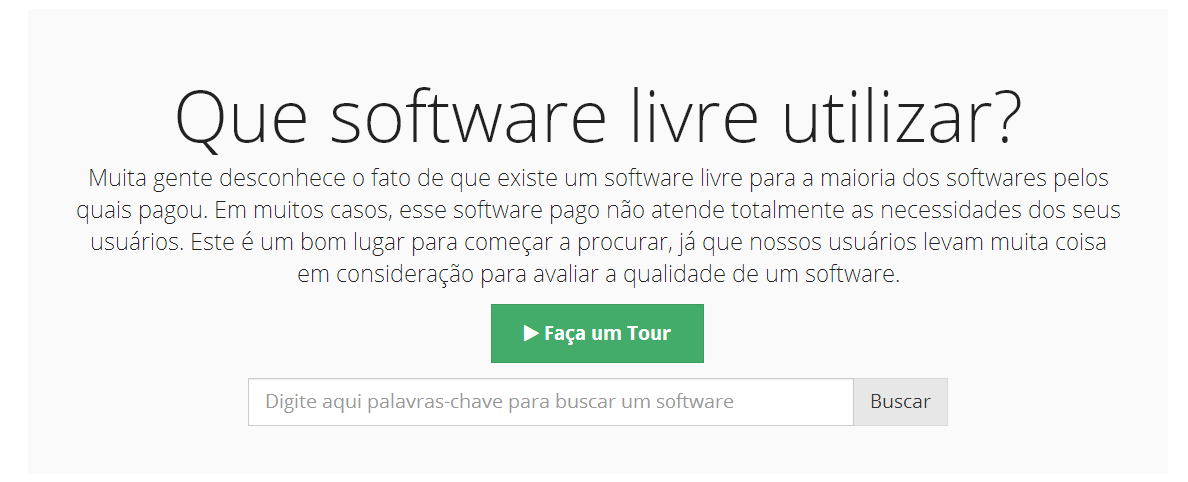 Que software livre utilizar?
Muita gente desconhece o fato de que existe um software livre para a maioria dos softwares pelos
quais pagou. Em muitos casos, esse software pago não atende totalmente as necessidades dos seus
usuários. Este é um bom lugar para começar a procurar, já que nossos usuários levam muita coisa
em consideração para avaliar a qualidade de um software.
Faça um Tour
Digite aqui palavras-chave para buscar um software Buscar